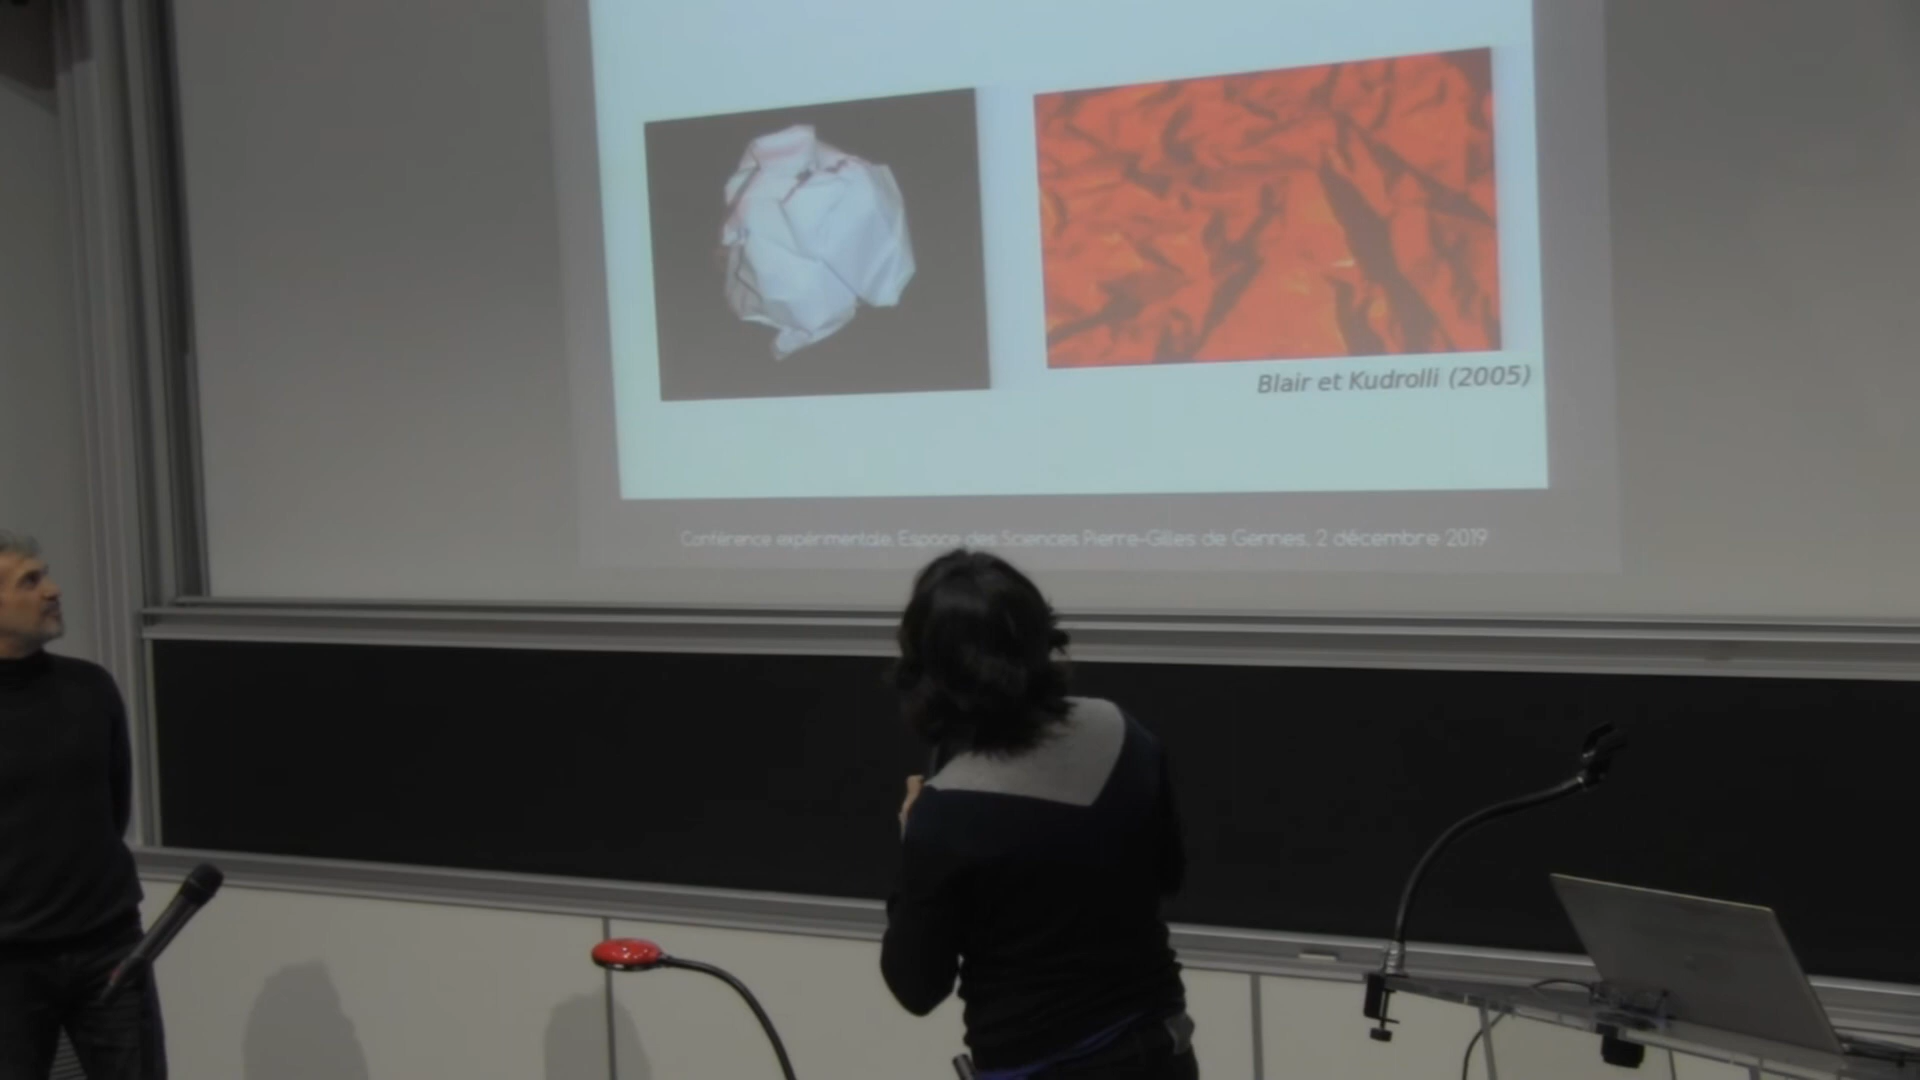 Blair et Kudrolli (2005)
Conférence expérimentale, Espace des Sciences Pierre-Gilles de Gennes, 2 décembre 2019